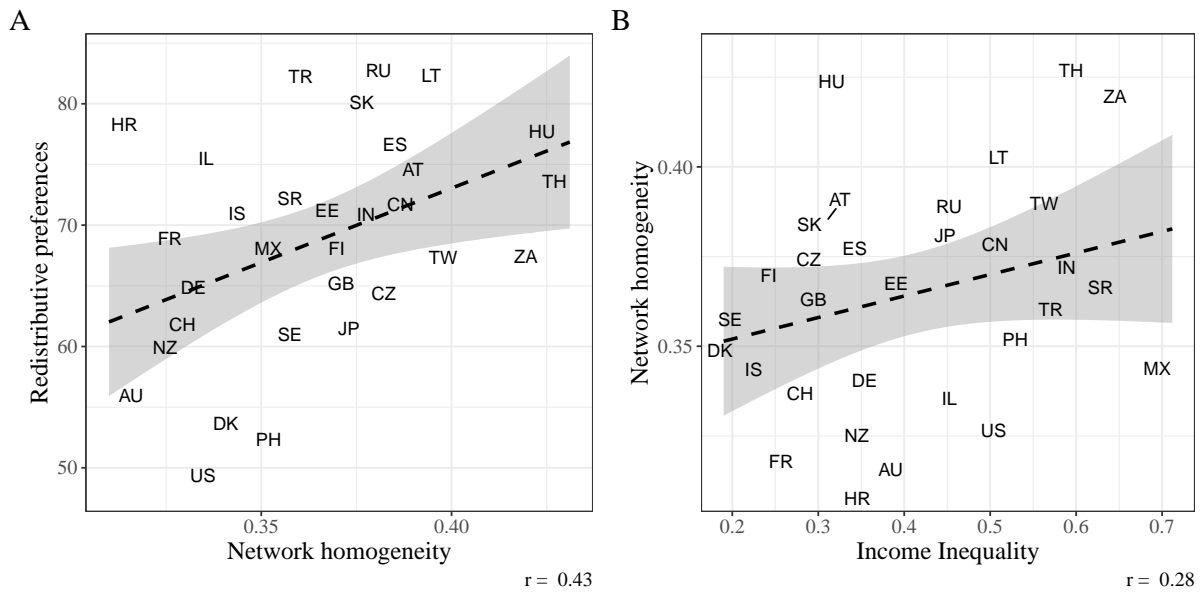 A
Redistributive preferences
80
70
60
50
TR
RU
LT
SK
HR
HU
ES
IL
AT
TH
SR
CN
IS
IIE
IN
FR
MX
FI
TW
ZA
DE
GB
CZ
CH
JP
SE
NZ
AU
DK
PH
US
0.35
0.40
Network homogeneity
r = 0.43
B
Network homogeneity
0.40
0.35
TH
HU
ZA
LT
AT
RU
TW
SK
JP
CN
ES
CZ
IN
FI
EE
SR
GB
TR
SE
PH
DK
IS
MX
DE
CH
IL
NZ
US
FR
AU
HR
0.2
0.3
0.4
0.5
0.6
0.7
Income Inequality
r = 0.28